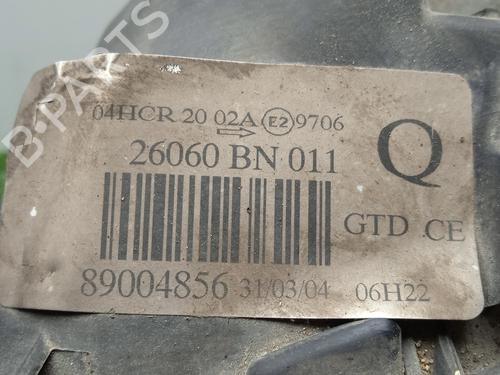 B-PARTS
04HCR 20 02A E2 9706
26060 BN 011
Q
GTD CE
89004856 31/03/04 06H22